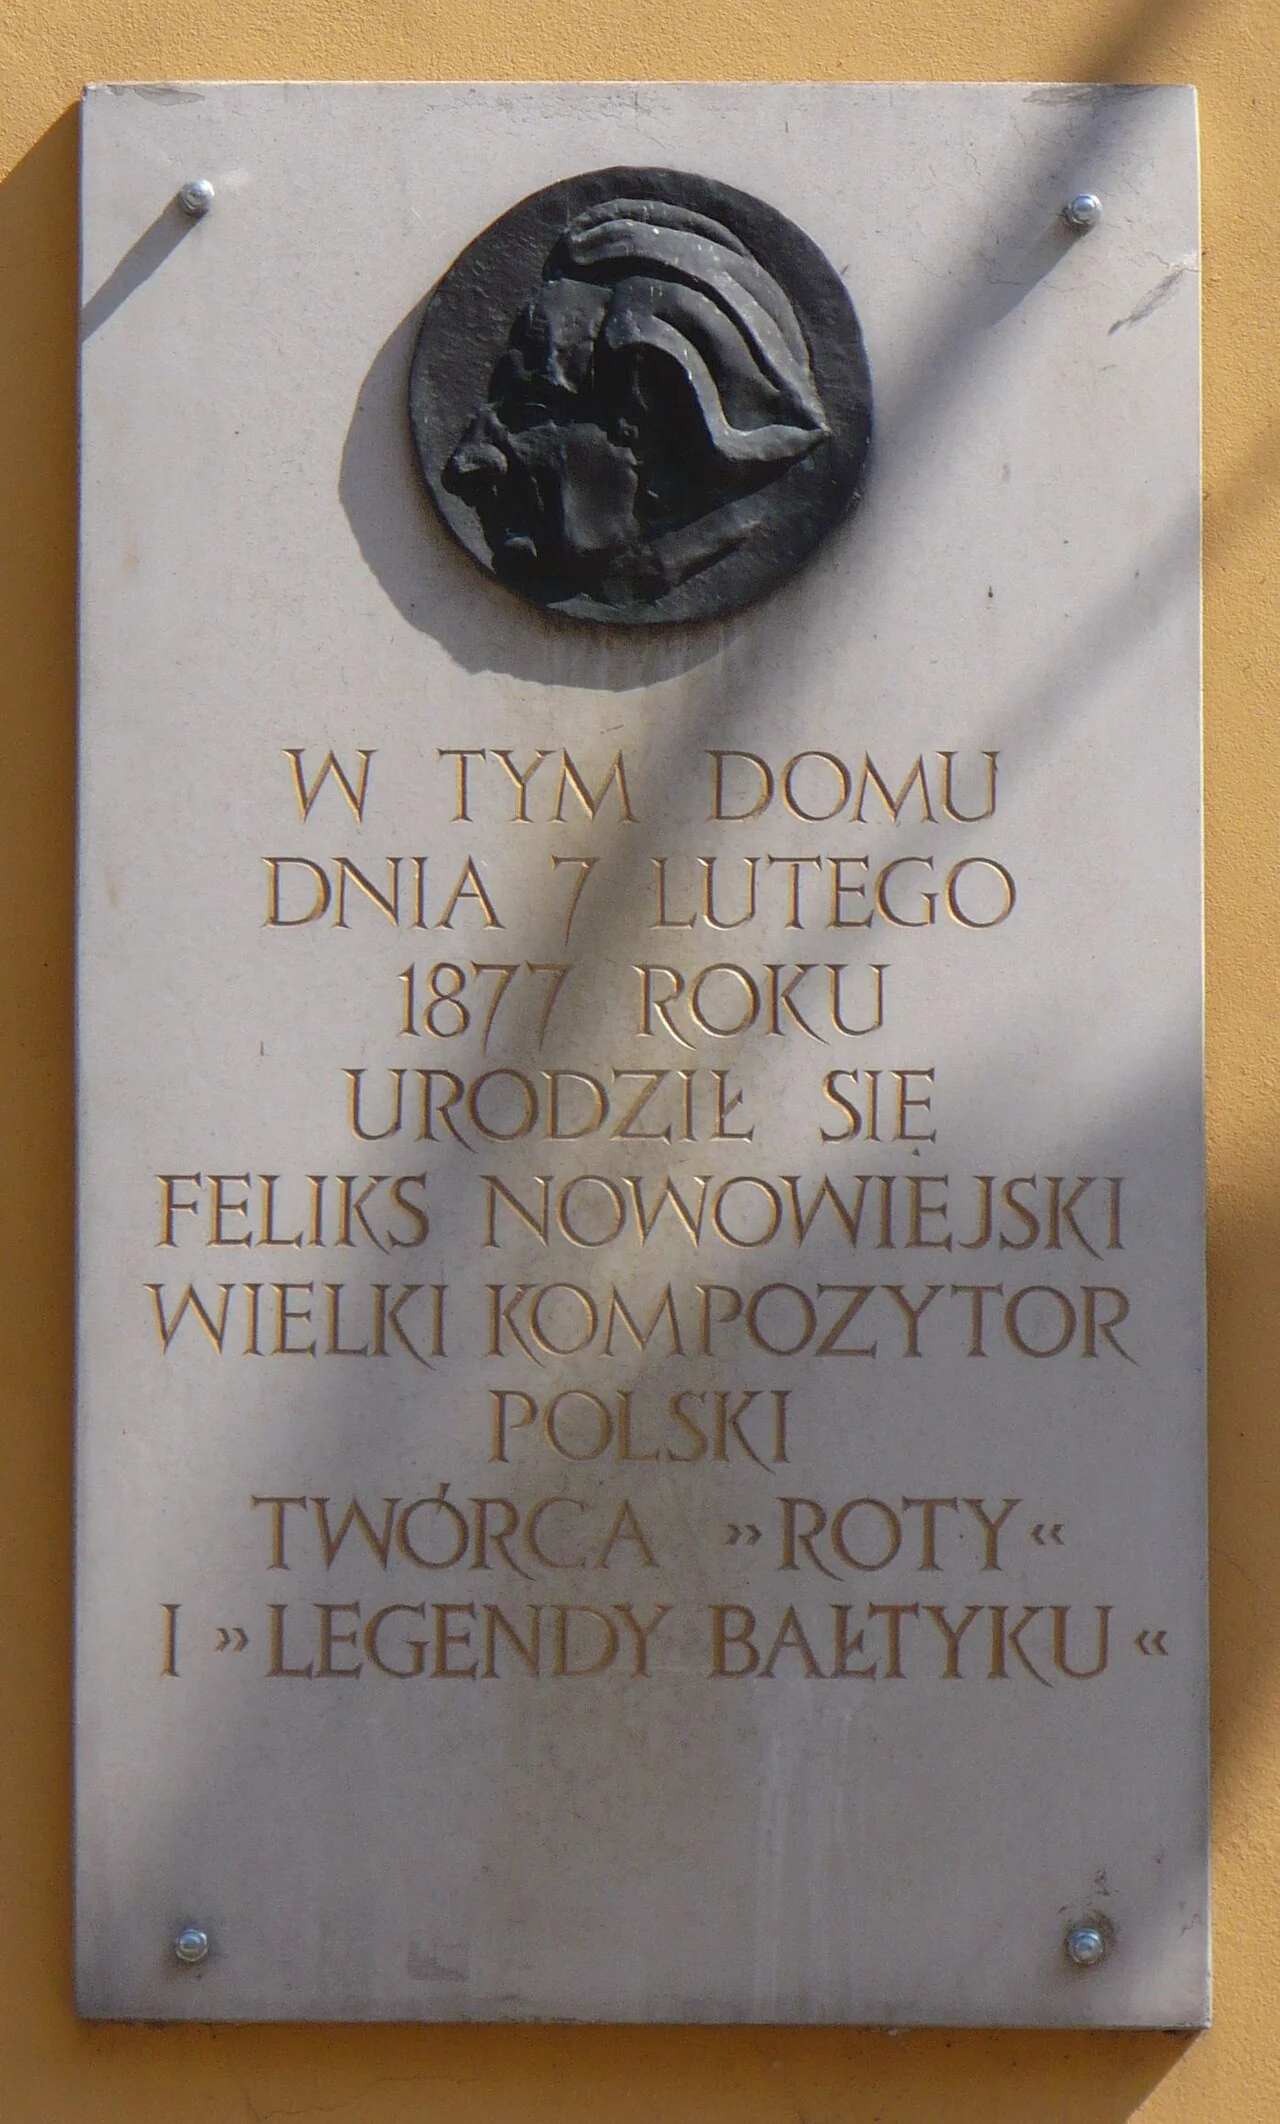 W TYM DOMU
DNIA 7 LUTEGO
1877 ROKU
URODZIŁ SIĘ
FELIKS NOWOWIEJSKI
WIELKI KOMPOZYTOR
POLSKI
TWÓRCA »ROTY«
I »LEGENDY BAŁTYKU«